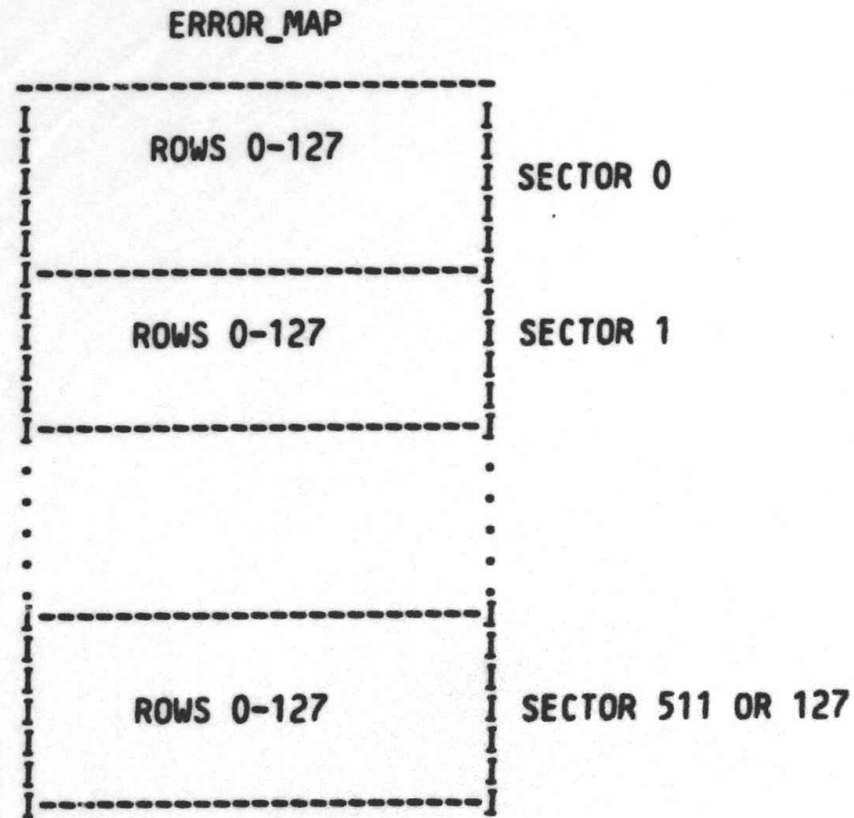 ERROR_MAP
ROWS 0-127
SECTOR 0
ROWS 0-127
SECTOR 1
ROWS 0-127
SECTOR 511 OR 127